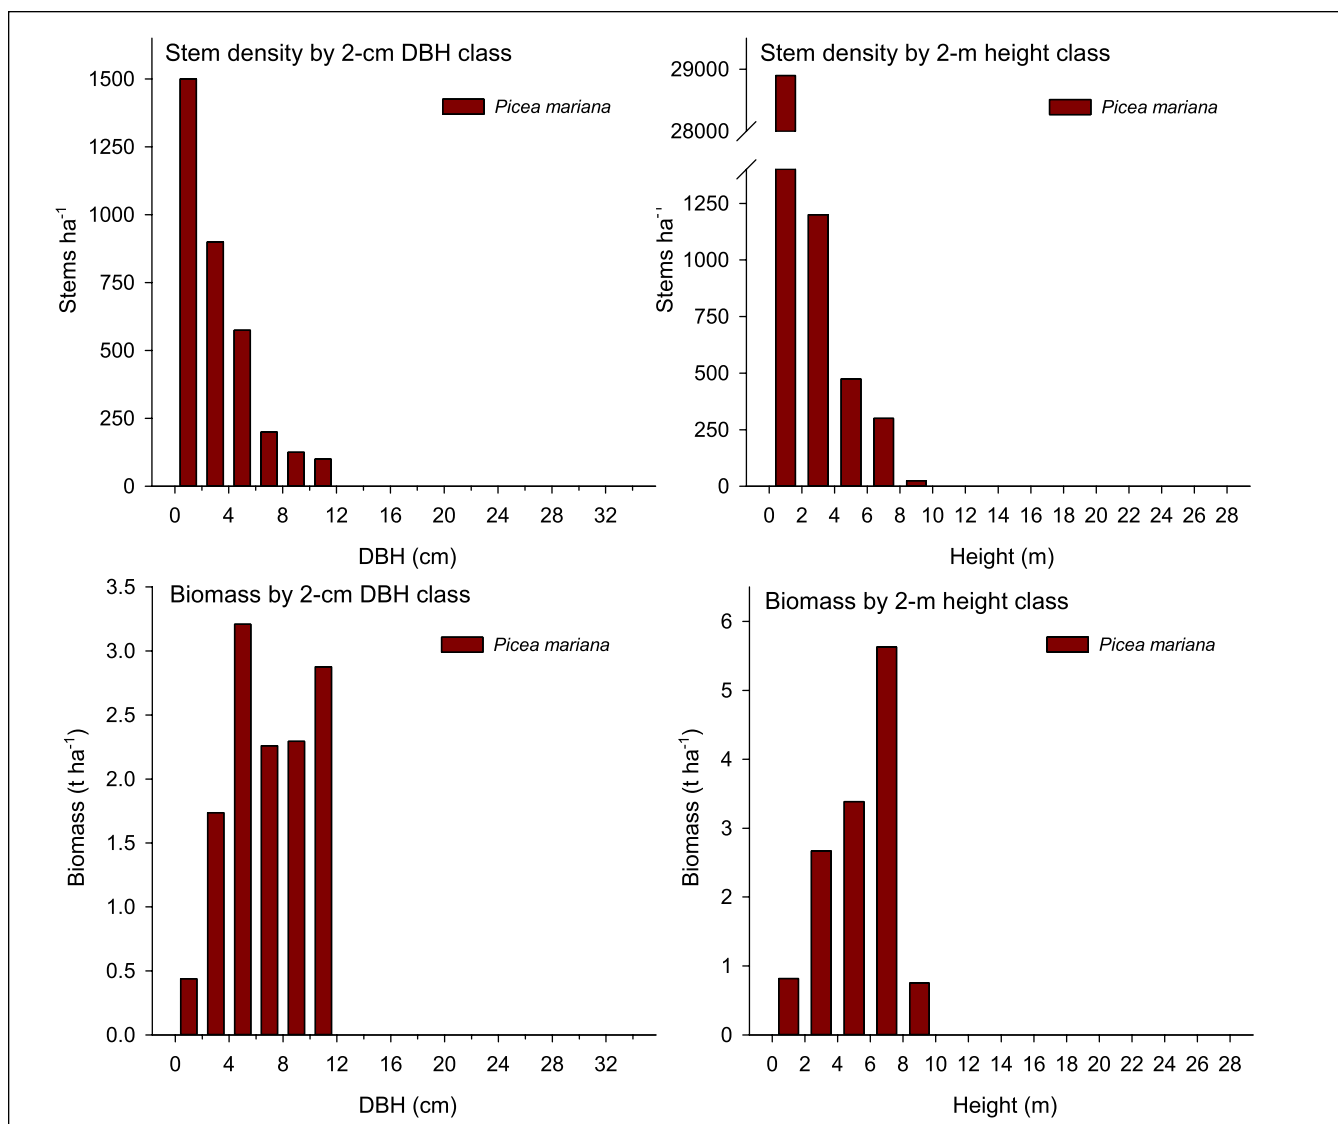 Stem density by 2-cm DBH class
Picea mariana
Stems ha-1
1500
1250
1000
750
500
250
0
0 4 8 12 16 20 24 28 32
DBH (cm)
Stem density by 2-m height class
Picea mariana
Stems ha-1
29000
28000
1250
1000
750
500
250
0
0 2 4 6 8 10 12 14 16 18 20 22 24 26 28
Height (m)
Biomass by 2-cm DBH class
Picea mariana
Biomass (t ha-1)
3.5
3.0
2.5
2.0
1.5
1.0
0.5
0.0
0 4 8 12 16 20 24 28 32
DBH (cm)
Biomass by 2-m height class
Picea mariana
Biomass (t ha-1)
6
5
4
3
2
1
0
0 2 4 6 8 10 12 14 16 18 20 22 24 26 28
Height (m)